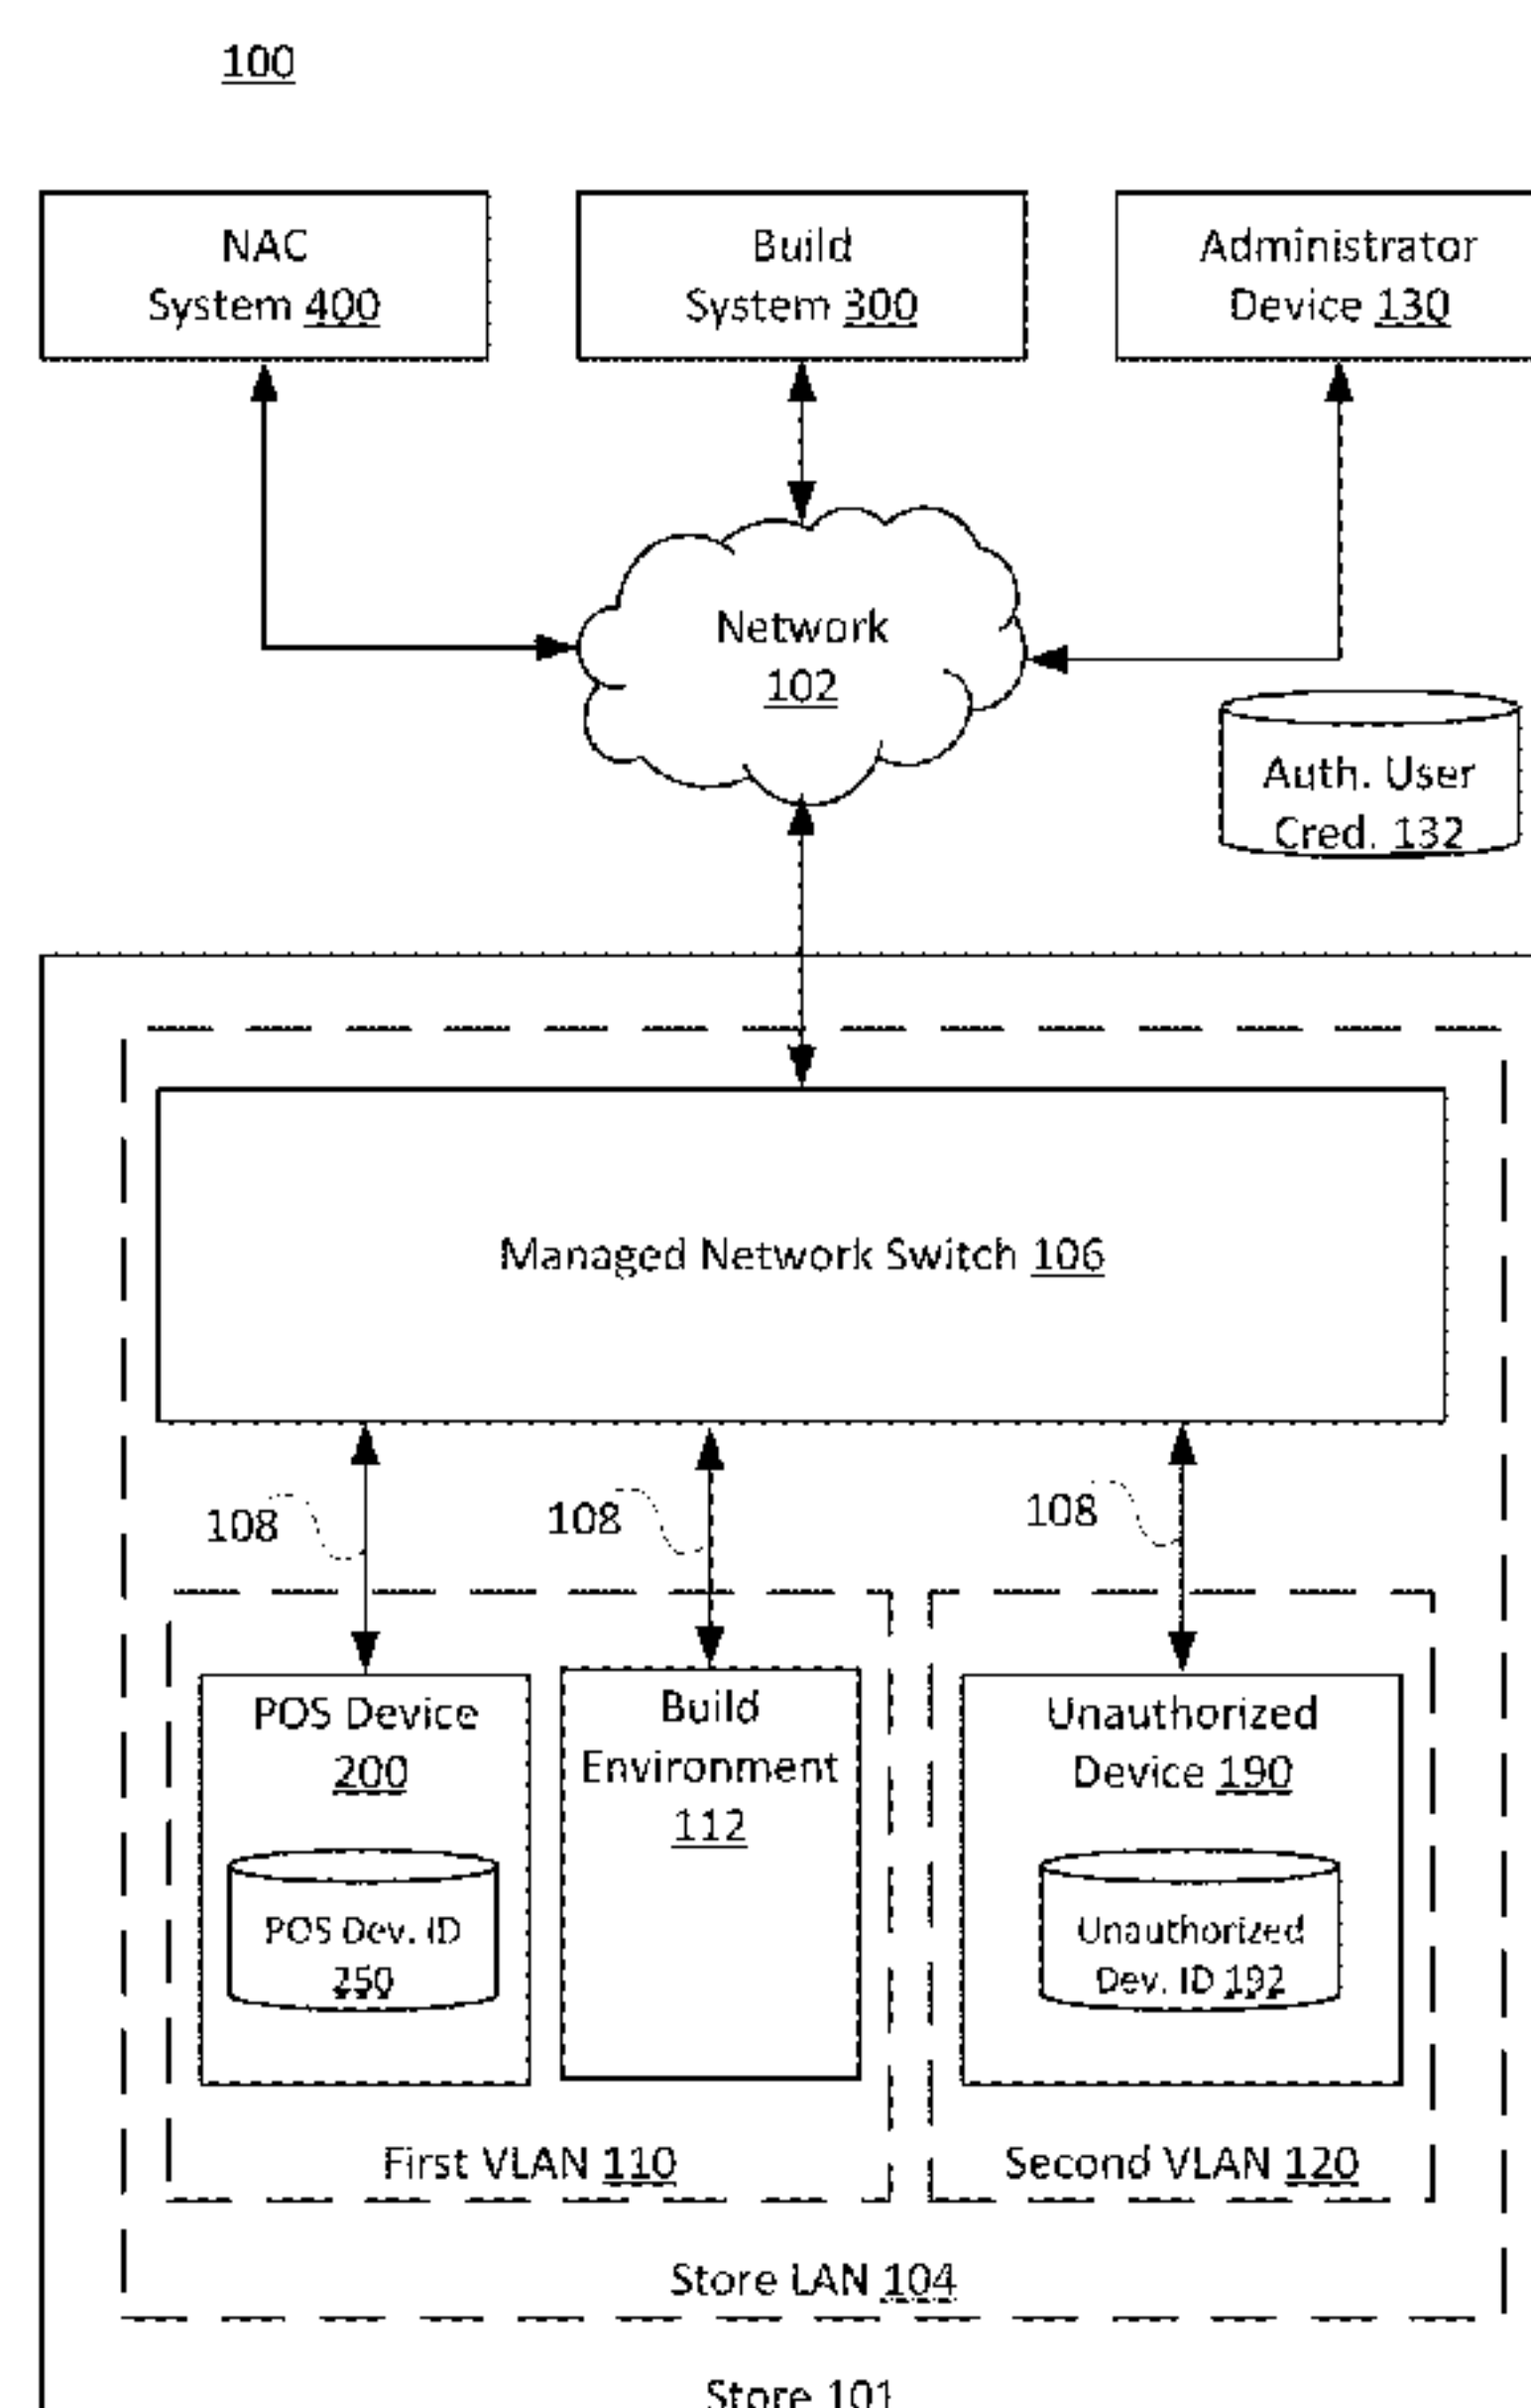 100
NAC
System 400
Build
System 300
Administrator
Device 130
Network
102
Auth. User
Cred. 132
Managed Network Switch 106
108
108
108
POS Device
200
POS Dev. ID
250
Build
Environment
112
Unauthorized
Device 190
Unauthorized
Dev. ID 192
First VLAN 110
Second VLAN 120
Store LAN 104
Store 101